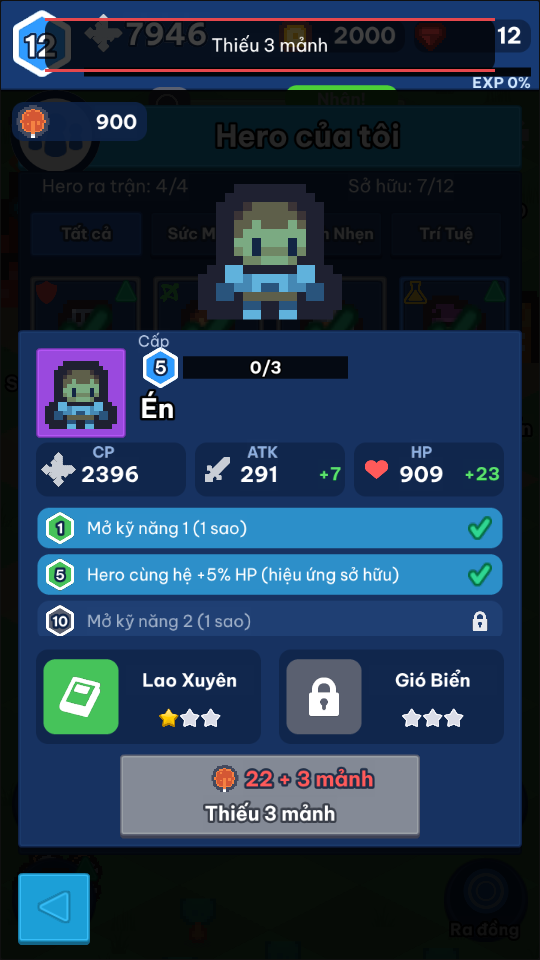 12
7946
Thiếu 3 mảnh
2000
12
EXP 0%
900
Hero của tôi
Hero ra trận: 4/4
Sở hữu: 7/12
Tất cả
Sức M
n Nhẹn
Trí Tuệ
Cấp
5
0/3
Én
CP
2396
ATK
291
+7
HP
909
+23
1
Mở kỹ năng 1 (1 sao)
5
Hero cùng hệ +5% HP (hiệu ứng sở hữu)
10
Mở kỹ năng 2 (1 sao)
Lao Xuyên
Gió Biển
22 + 3 mảnh
Thiếu 3 mảnh
Ra đồng